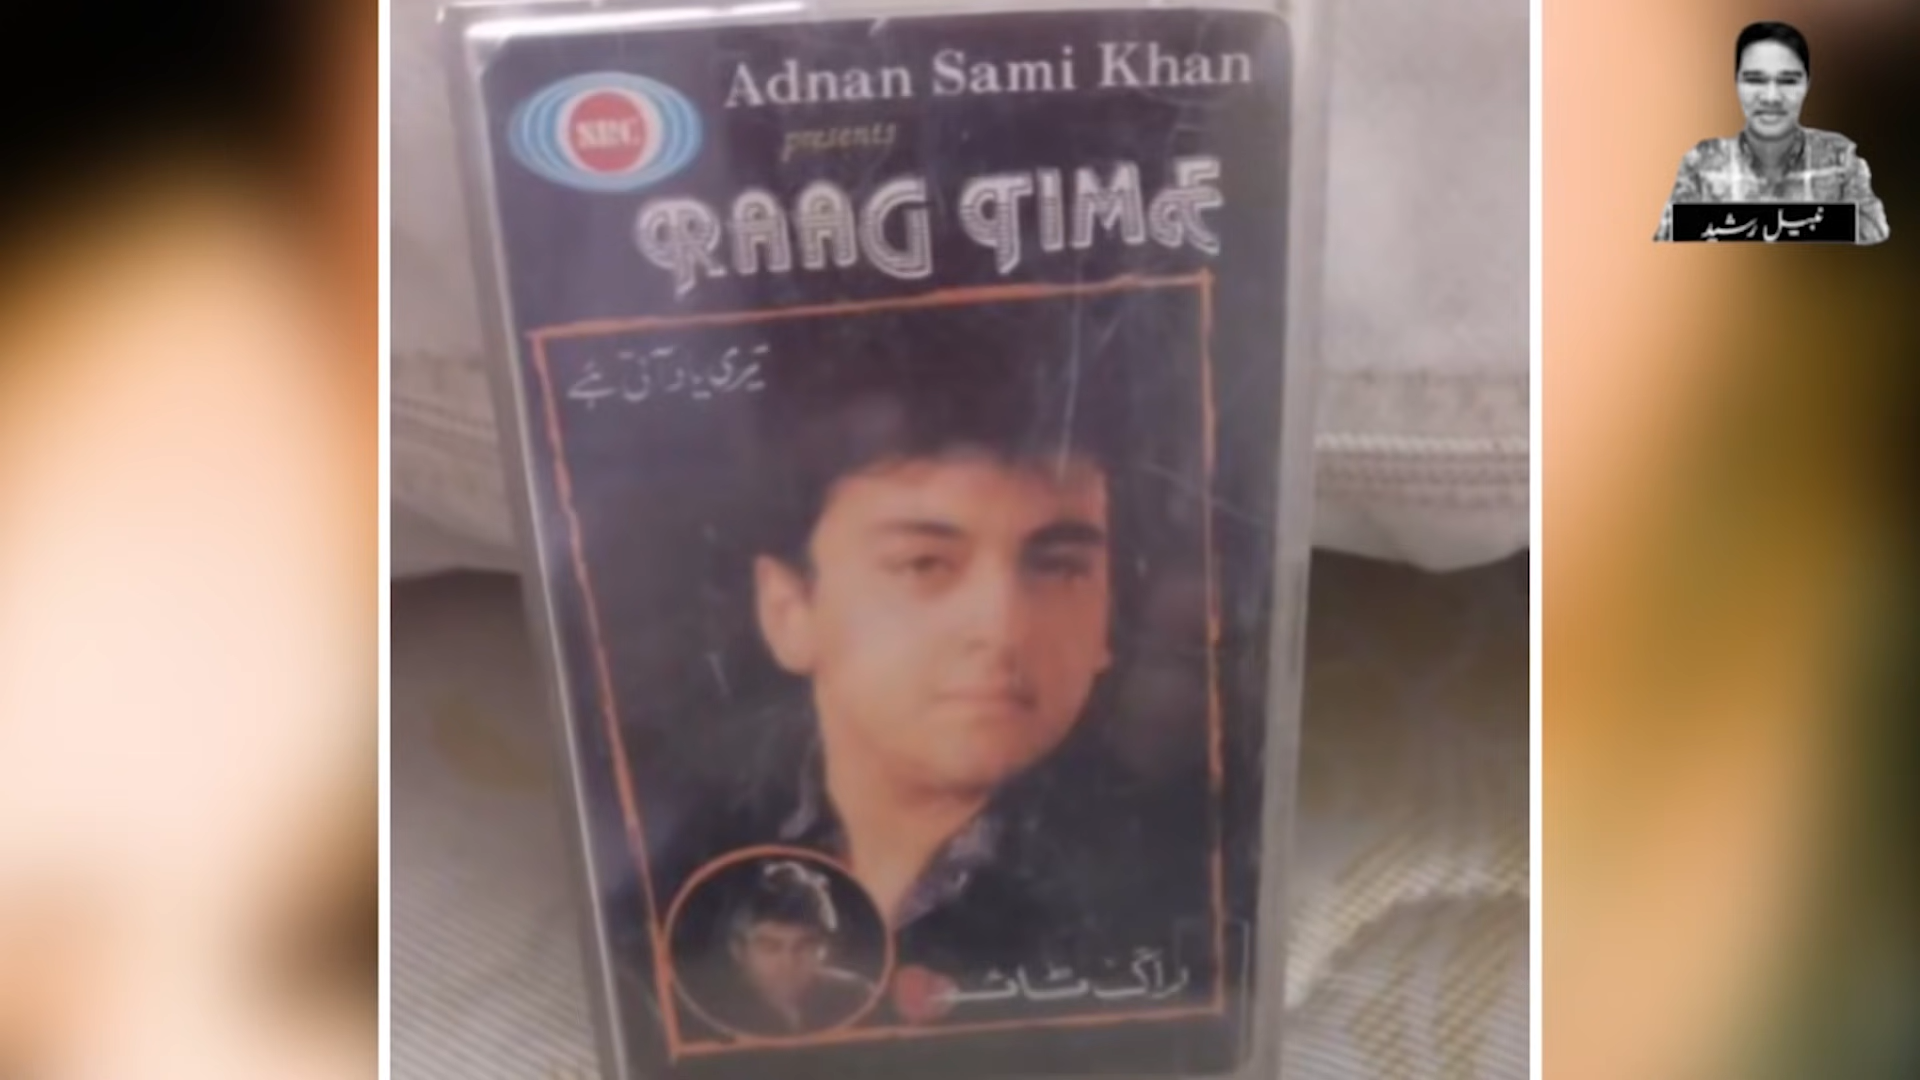 Adnan Sami Khan
presents
RAAG TIME
تیری یاد آتی ہے
راگ ٹائم
نبیل رشید